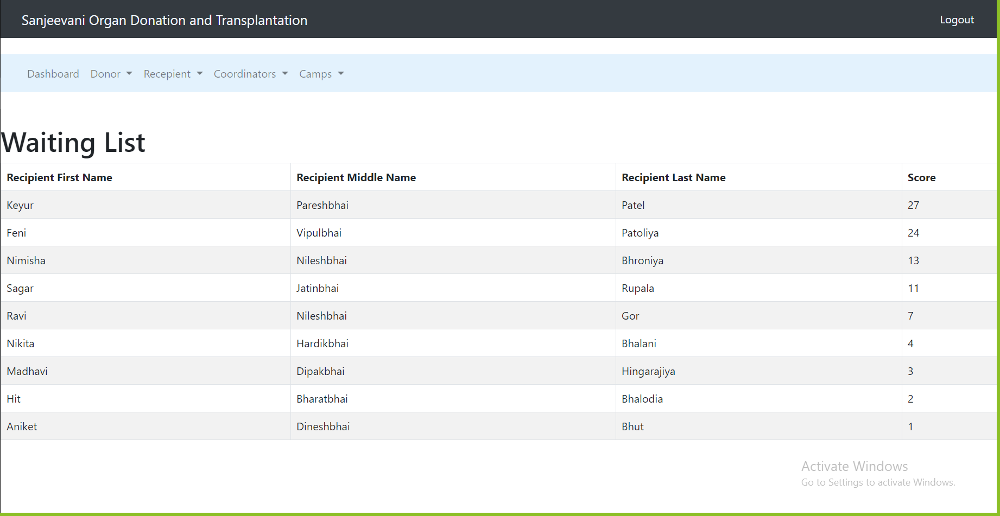 Sanjeevani Organ Donation and Transplantation Logout
Dashboard Donor Recepient Coordinators Camps
Waiting List
Recipient First Name Recipient Middle Name Recipient Last Name Score
Keyur Pareshbhai Patel 27
Feni Vipulbhai Patoliya 24
Nimisha Nileshbhai Bhroniya 13
Sagar Jatinbhai Rupala 11
Ravi Nileshbhai Gor 7
Nikita Hardikbhai Bhalani 4
Madhavi Dipakbhai Hingarajiya 3
Hit Bharatbhai Bhalodia 2
Aniket Dineshbhai Bhut 1
Activate Windows
Go to Settings to activate Windows.